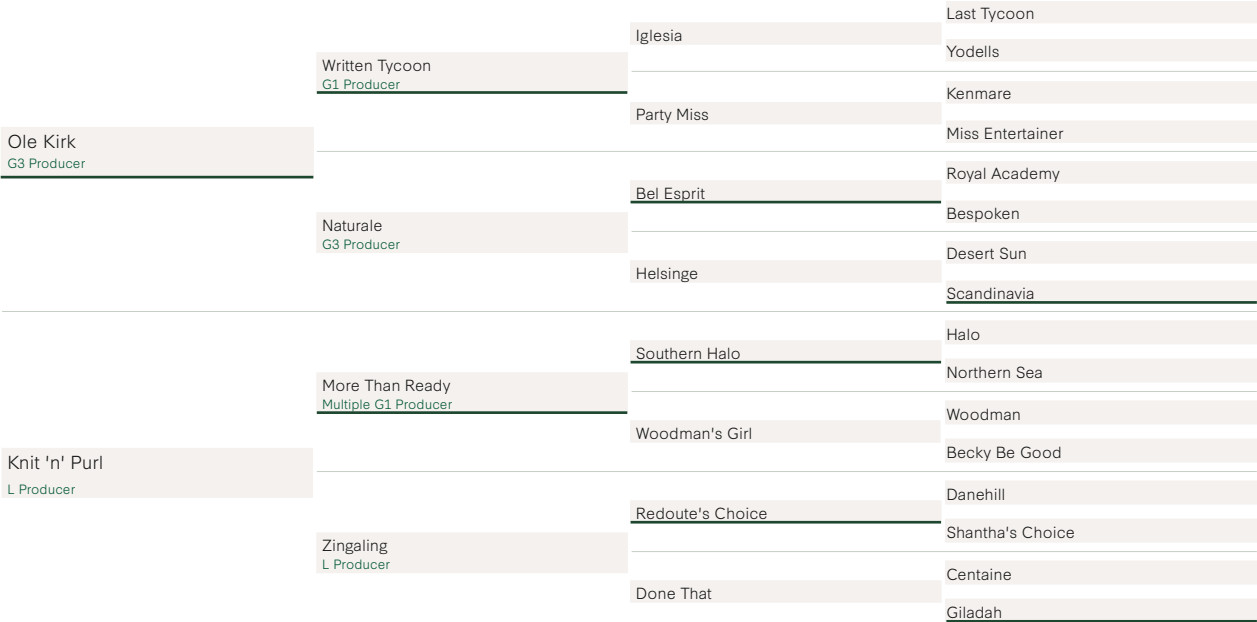 Last Tycoon
Iglesia
Yodells
Written Tycoon
G1 Producer
Kenmare
Party Miss
Miss Entertainer
Ole Kirk
G3 Producer
Royal Academy
Bel Esprit
Bespoken
Naturale
G3 Producer
Desert Sun
Helsinge
Scandinavia
Halo
Southern Halo
Northern Sea
More Than Ready
Multiple G1 Producer
Woodman
Woodman's Girl
Becky Be Good
Knit 'n' Purl
L Producer
Danehill
Redoute's Choice
Shantha's Choice
Zingaling
L Producer
Centaine
Done That
Giladah